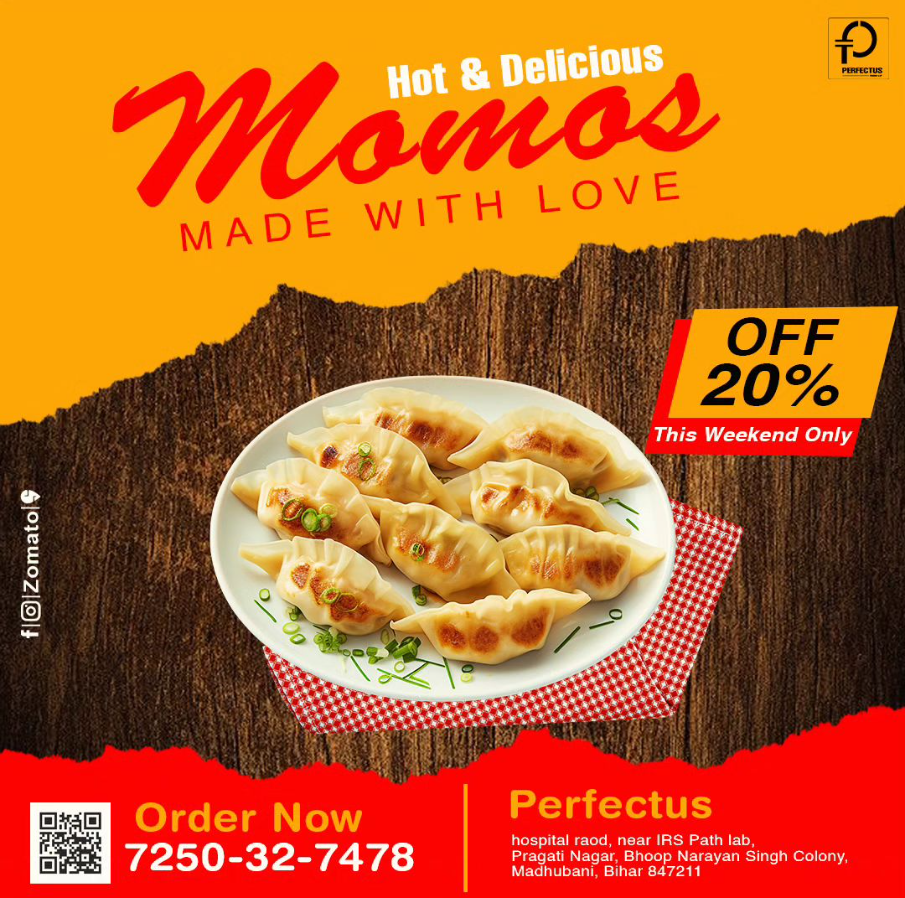 PERFECTUS
Hot & Delicious
Momos
MADE WITH LOVE
OFF
20%
This Weekend Only
f||Zomato|
Order Now
7250-32-7478
Perfectus
hospital raod, near IRS Path lab,
Pragati Nagar, Bhoop Narayan Singh Colony,
Madhubani, Bihar 847211